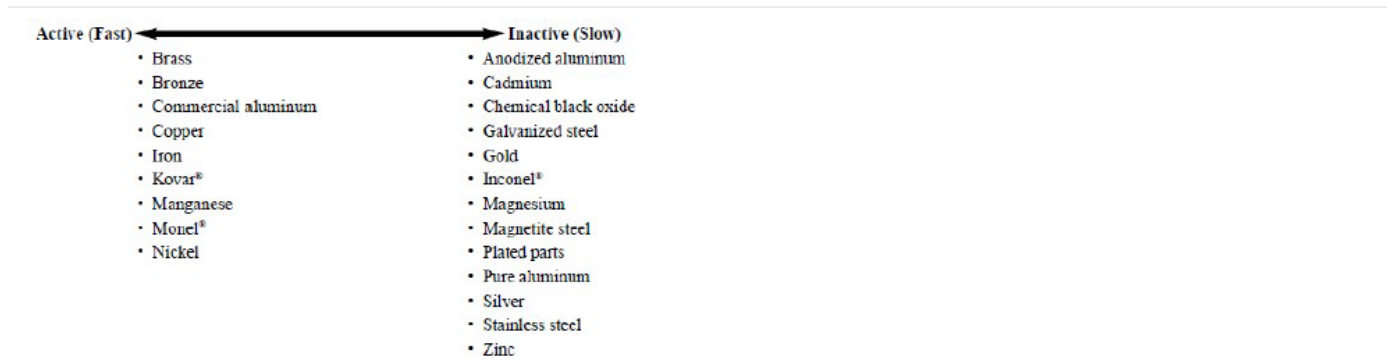 Active (Fast) Inactive (Slow)
• Brass
• Bronze
• Commercial aluminum
• Copper
• Iron
• Kovar®
• Manganese
• Monel®
• Nickel
• Anodized aluminum
• Cadmium
• Chemical black oxide
• Galvanized steel
• Gold
• Inconel®
• Magnesium
• Magnetite steel
• Plated parts
• Pure aluminum
• Silver
• Stainless steel
• Zinc